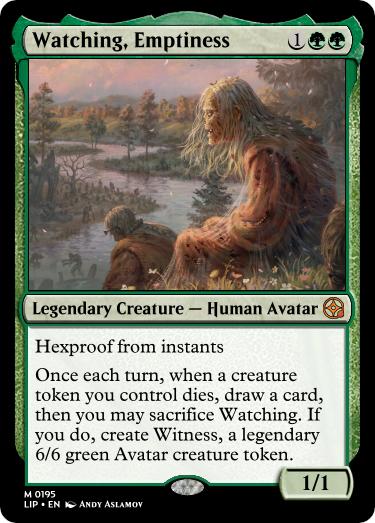 Watching, Emptiness 1
Legendary Creature — Human Avatar
Hexproof from instants
Once each turn, when a creature
token you control dies, draw a card,
then you may sacrifice Watching. If
you do, create Witness, a legendary
6/6 green Avatar creature token.
1/1
M 0195
LIP • EN Andy Aslamov